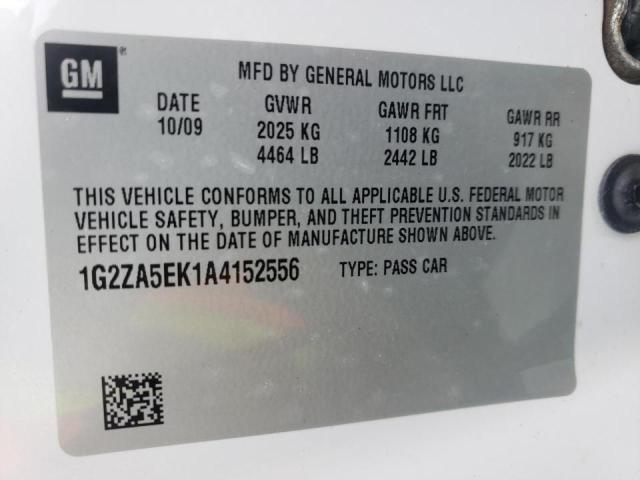 GM ®
MFD BY GENERAL MOTORS LLC
DATE GVWR GAWR FRT GAWR RR
10/09 2025 KG 1108 KG 917 KG
4464 LB 2442 LB 2022 LB
THIS VEHICLE CONFORMS TO ALL APPLICABLE U.S. FEDERAL MOTOR
VEHICLE SAFETY, BUMPER, AND THEFT PREVENTION STANDARDS IN
EFFECT ON THE DATE OF MANUFACTURE SHOWN ABOVE.
1G2ZA5EK1A4152556 TYPE: PASS CAR